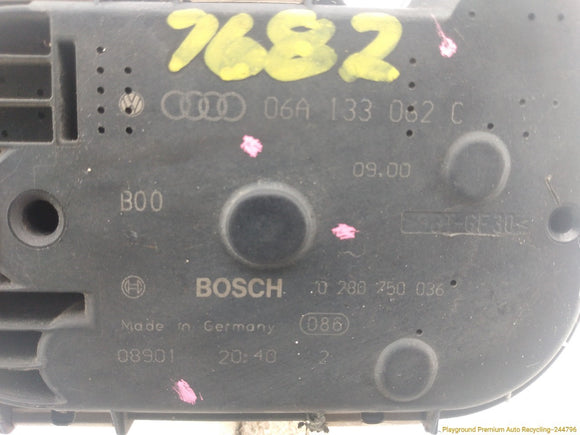 7682
06A 133 062 C
09.00
B00
BOSCH 0 280 750 036
Made in Germany 086
08901 20:40 2
Playground Premium Auto Recycling-244796